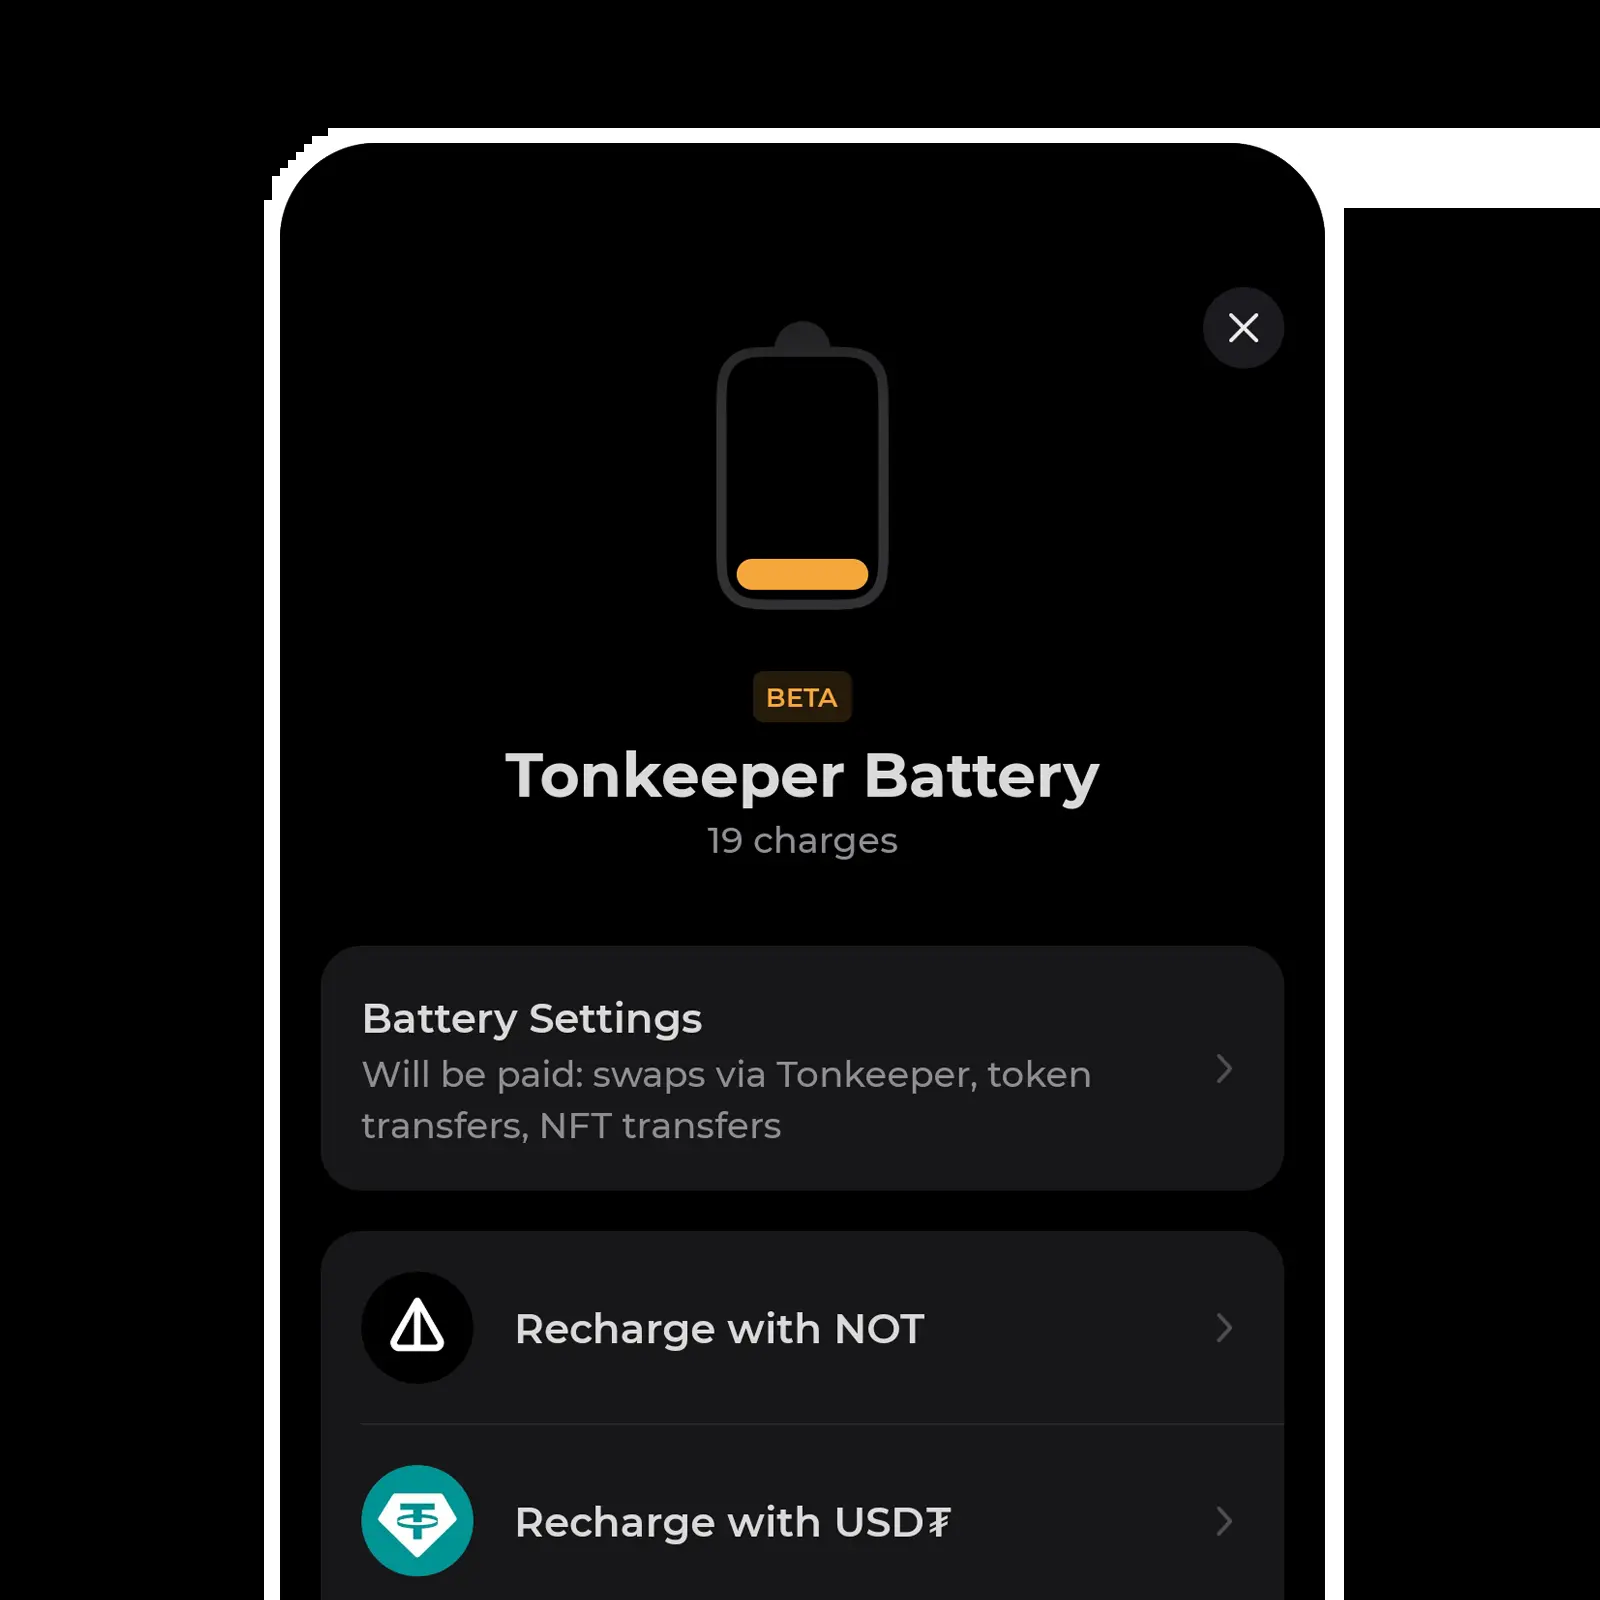 BETA
Tonkeeper Battery
19 charges
Battery Settings
Will be paid: swaps via Tonkeeper, token
transfers, NFT transfers
Recharge with NOT
Recharge with USD₮